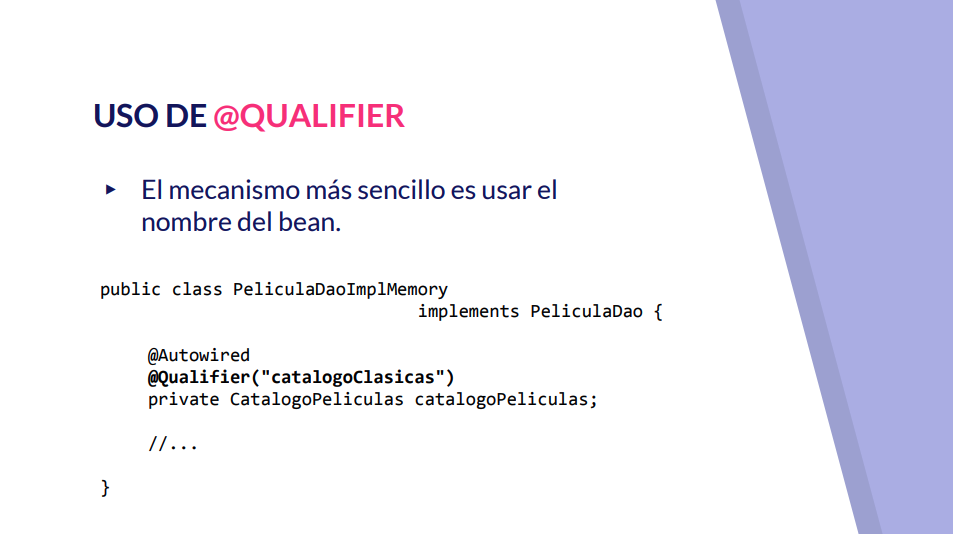 USO DE @QUALIFIER
▸ El mecanismo más sencillo es usar el
nombre del bean.
public class PeliculaDaoImplMemory
implements PeliculaDao {
@Autowired
@Qualifier("catalogoClasicas")
private CatalogoPeliculas catalogoPeliculas;
//...
}